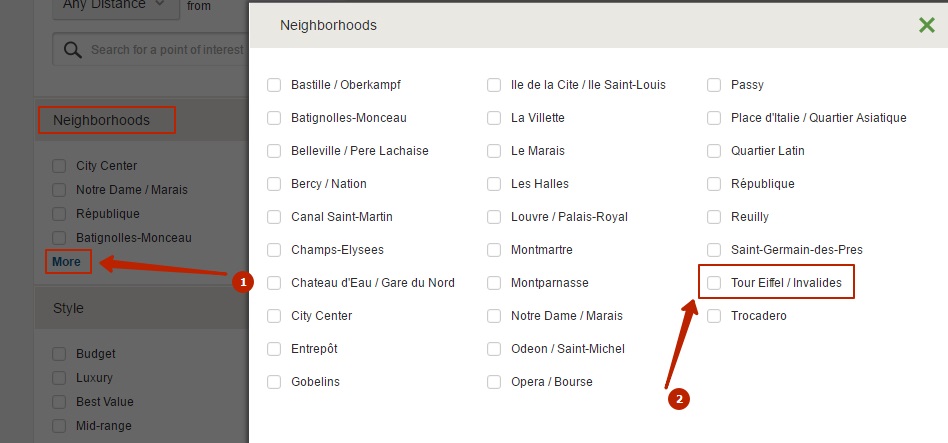 Any Distance
from
Search for a point of interest
Neighborhoods
City Center
Notre Dame / Marais
République
Batignolles-Monceau
More
1
Style
Budget
Luxury
Best Value
Mid-range
Neighborhoods
Bastille / Oberkampf
Batignolles-Monceau
Belleville / Pere Lachaise
Bercy / Nation
Canal Saint-Martin
Champs-Elysees
Chateau d'Eau / Gare du Nord
City Center
Entrepôt
Gobelins
Ile de la Cite / Ile Saint-Louis
La Villette
Le Marais
Les Halles
Louvre / Palais-Royal
Montmartre
Montparnasse
Notre Dame / Marais
Odeon / Saint-Michel
Opera / Bourse
Passy
Place d'Italie / Quartier Asiatique
Quartier Latin
République
Reuilly
Saint-Germain-des-Pres
Tour Eiffel / Invalides
Trocadero
2